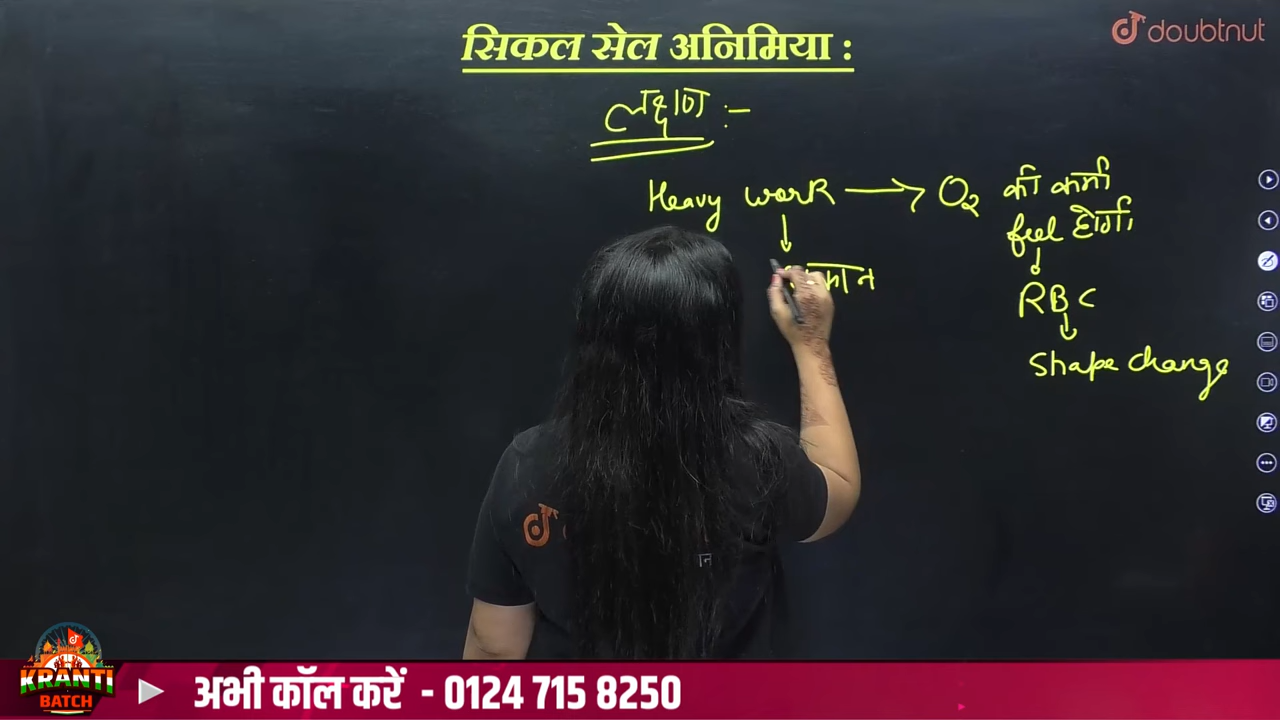 सिकल सेल अनिमिया :
doubtnut
लक्षण :-
Heavy work → O2 की कमी
feel होगी
↓
↓
RBC
↓
Shape change
KRANTI
BATCH
अभी कॉल करें - 0124 715 8250